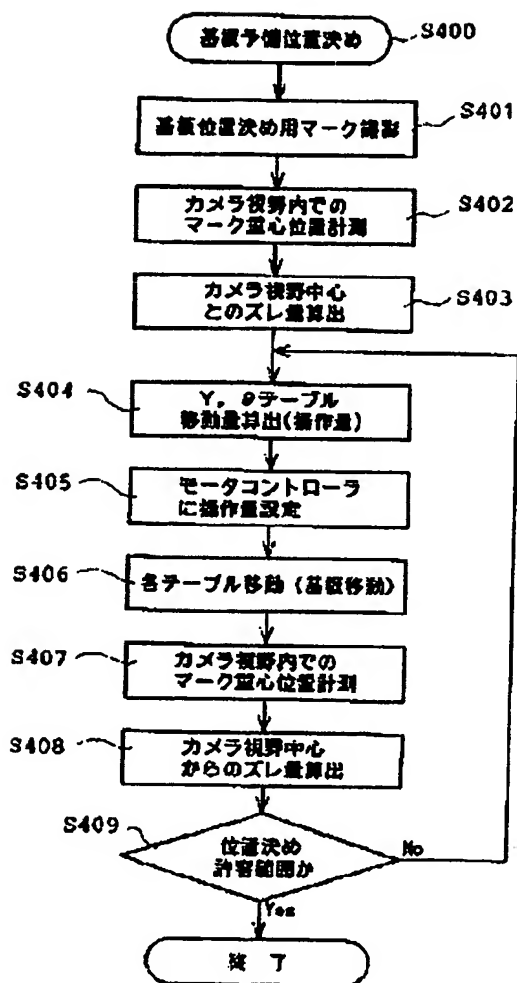 基板予備位置決め
S400
基板位置決め用マーク撮影
S401
カメラ視野内での
マーク重心位置計測
S402
カメラ視野中心
とのズレ量算出
S403
S404
Y, θテーブル
移動量算出(操作量)
S405
モータコントローラ
に操作量設定
S406
各テーブル移動(基板移動)
S407
カメラ視野内での
マーク重心位置計測
S408
カメラ視野中心
からのズレ量算出
S409
位置決め
許容範囲か
No
Yes
終了